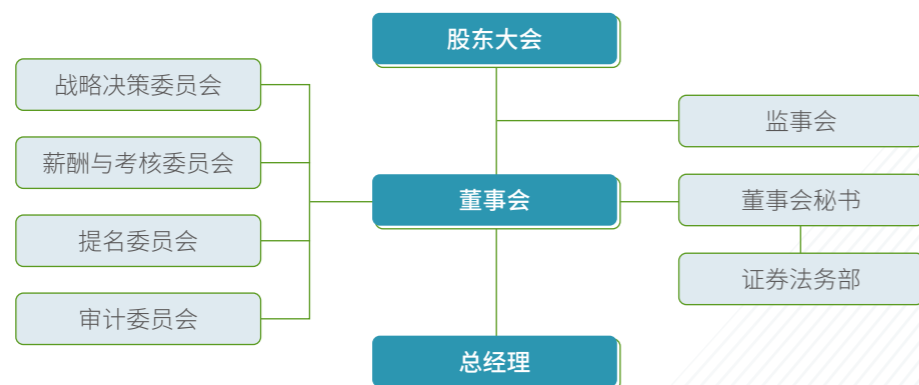 股东大会
战略决策委员会
监事会
薪酬与考核委员会
董事会
董事会秘书
提名委员会
证券法务部
审计委员会
总经理